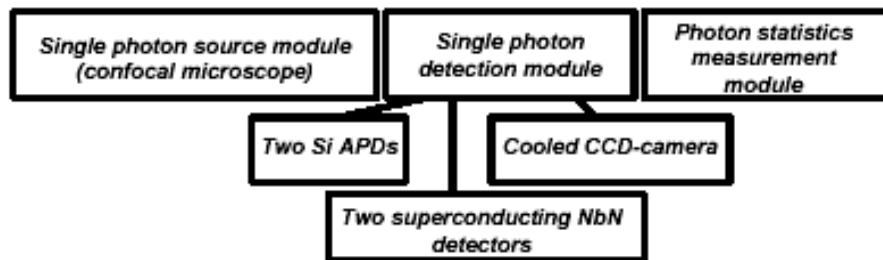 Single photon source module
(confocal microscope)
Single photon
detection module
Photon statistics
measurement
module
Two Si APDs
Cooled CCD-camera
Two superconducting NbN
detectors